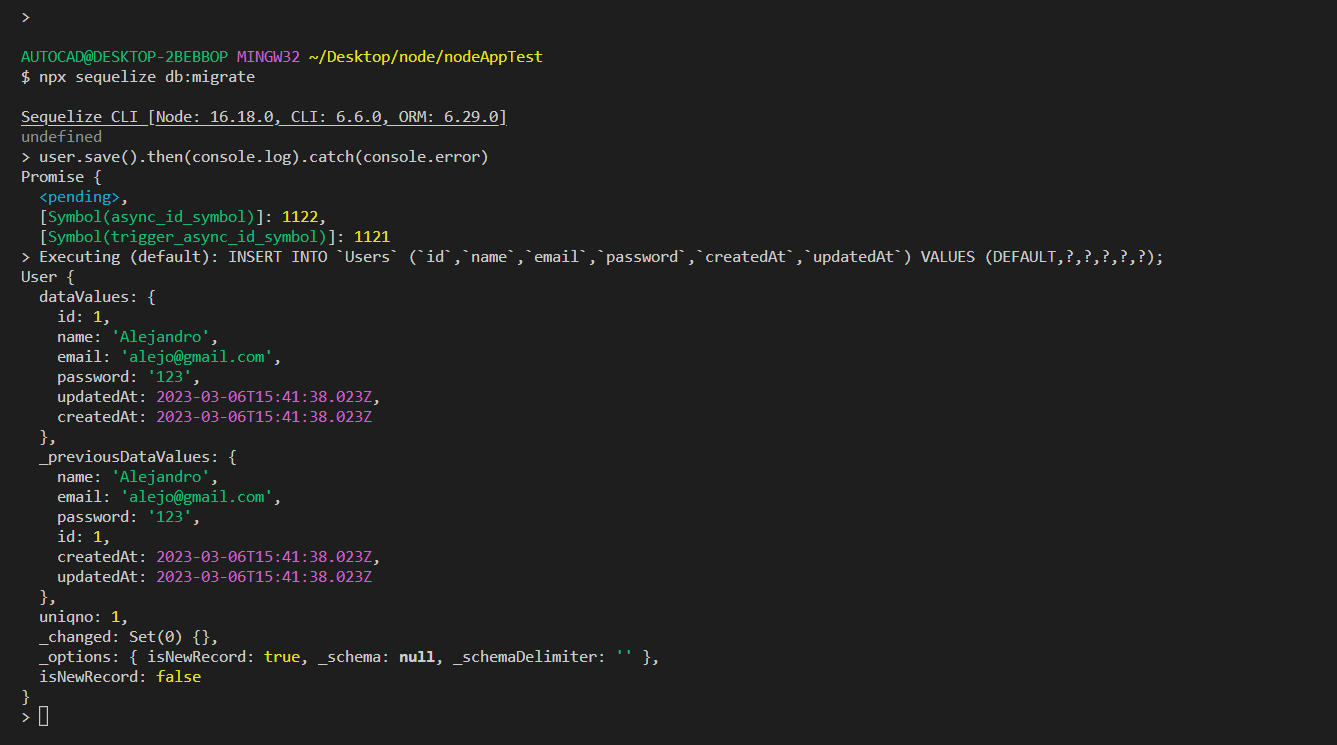 >
AUTOCAD@DESKTOP-2BEBBOP MINGW32 ~/Desktop/node/nodeAppTest
$ npx sequelize db:migrate
Sequelize CLI [Node: 16.18.0, CLI: 6.6.0, ORM: 6.29.0]
undefined
> user.save().then(console.log).catch(console.error)
Promise {
  <pending>,
  [Symbol(async_id_symbol)]: 1122,
  [Symbol(trigger_async_id_symbol)]: 1121
> Executing (default): INSERT INTO `Users` (`id`,`name`,`email`,`password`,`createdAt`,`updatedAt`) VALUES (DEFAULT,?,?,?,?,?);
User {
  dataValues: {
    id: 1,
    name: 'Alejandro',
    email: 'alejo@gmail.com',
    password: '123',
    updatedAt: 2023-03-06T15:41:38.023Z,
    createdAt: 2023-03-06T15:41:38.023Z
  },
  _previousDataValues: {
    name: 'Alejandro',
    email: 'alejo@gmail.com',
    password: '123',
    id: 1,
    createdAt: 2023-03-06T15:41:38.023Z,
    updatedAt: 2023-03-06T15:41:38.023Z
  },
  uniqno: 1,
  _changed: Set(0) {},
  _options: { isNewRecord: true, _schema: null, _schemaDelimiter: '' },
  isNewRecord: false
}
>